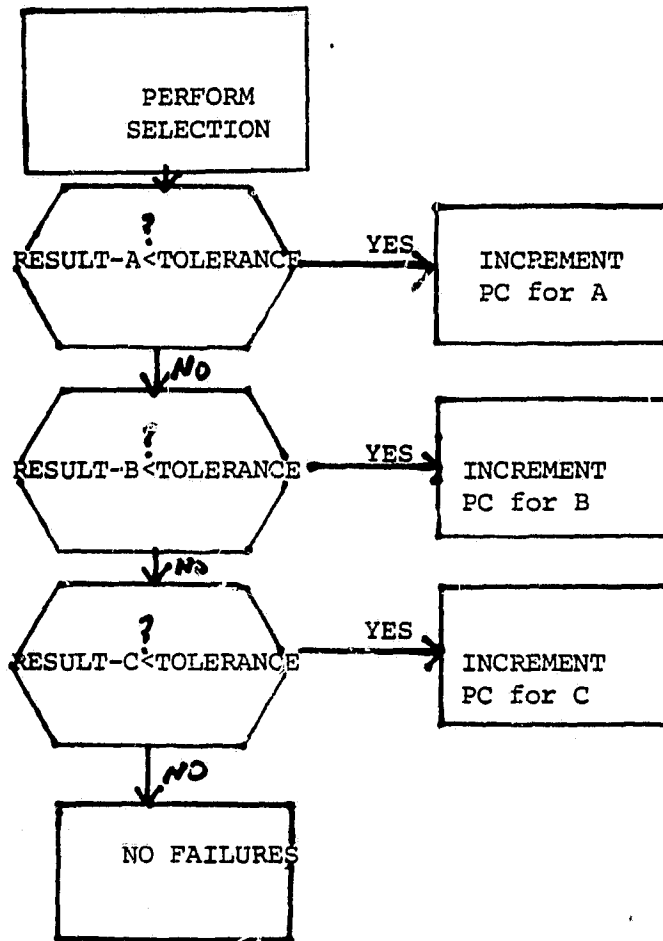 PERFORM
SELECTION
?
RESULT-A<TOLERANCE
YES
INCREMENT
PC for A
NO
?
RESULT-B<TOLERANCE
YES
INCREMENT
PC for B
NO
?
RESULT-C<TOLERANCE
YES
INCREMENT
PC for C
NO
NO FAILURES